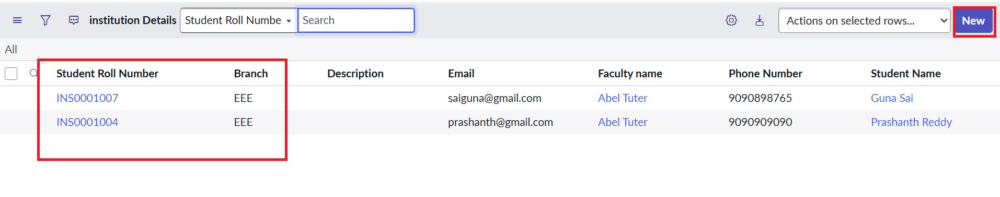 institution Details Student Roll Numbe Search Actions on selected rows... New
All
Student Roll Number Branch Description Email Faculty name Phone Number Student Name
INS0001007 EEE saiguna@gmail.com Abel Tuter 9090898765 Guna Sai
INS0001004 EEE prashanth@gmail.com Abel Tuter 9090909090 Prashanth Reddy